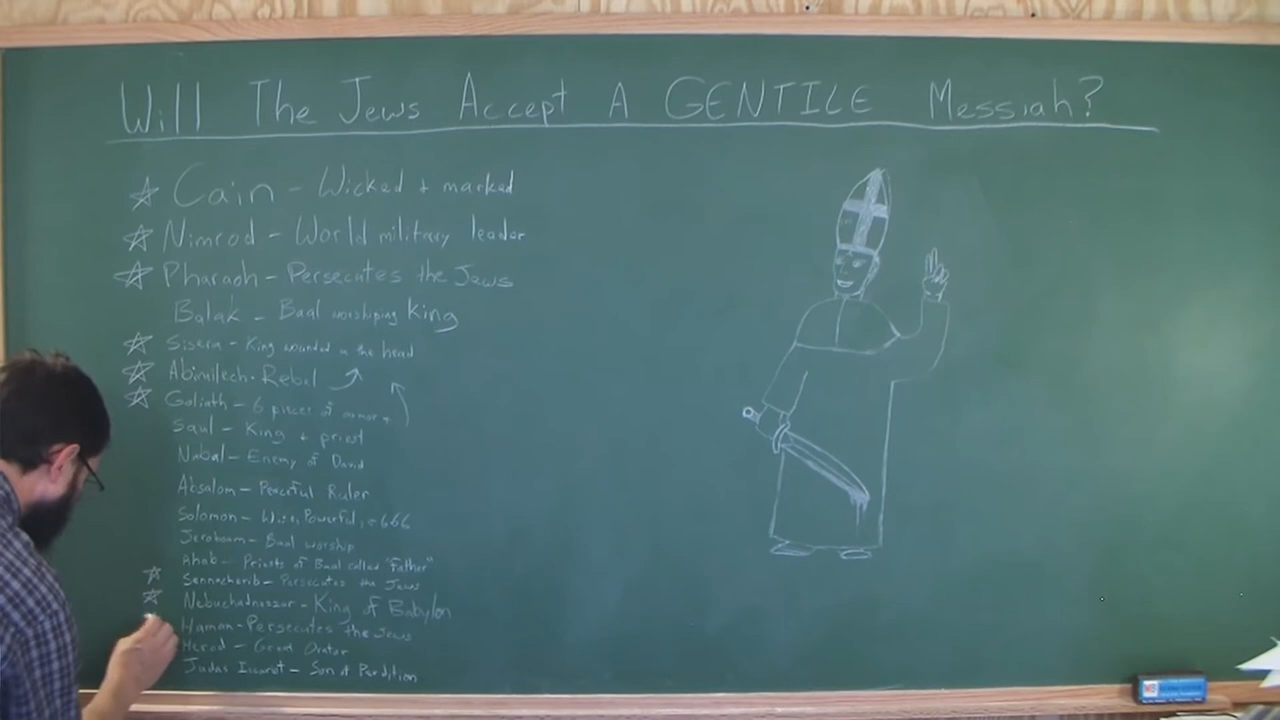 Will The Jews Accept A GENTILE Messiah?
Cain - Wicked + marked
Nimrod - World military leader
Pharaoh - Persecutes the Jews
Balak - Baal worshiping king
Sisera - King wounded in the head
Abimilech - Rebel
Goliath - 6 pieces of armor
Saul - King + priest
Nabal - Enemy of David
Absalom - Peaceful Ruler
Solomon - Wise, Powerful, 666
Jeroboam - Baal worship
Ahab - Priests of Baal called "Father"
Sennacherib - Persecutes the Jews
Nebuchadnezzar - King of Babylon
Haman - Persecutes the Jews
Herod - Great Orator
Judas Iscariot - Son of Perdition